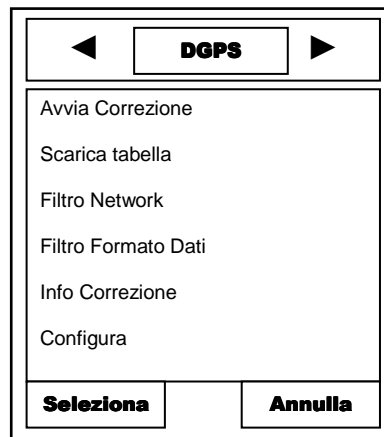 DGPS
Avvia Correzione
Scarica tabella
Filtro Network
Filtro Formato Dati
Info Correzione
Configura
Seleziona Annulla